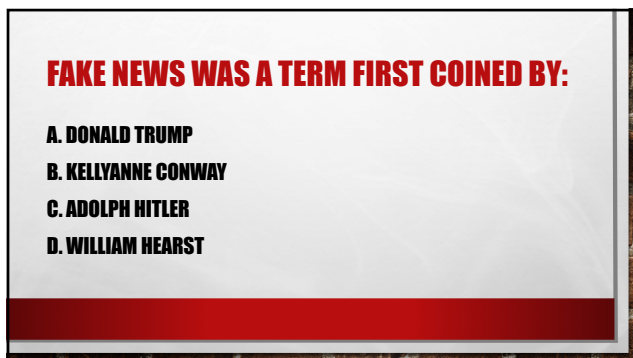 FAKE NEWS WAS A TERM FIRST COINED BY:
A. DONALD TRUMP
B. KELLYANNE CONWAY
C. ADOLPH HITLER
D. WILLIAM HEARST